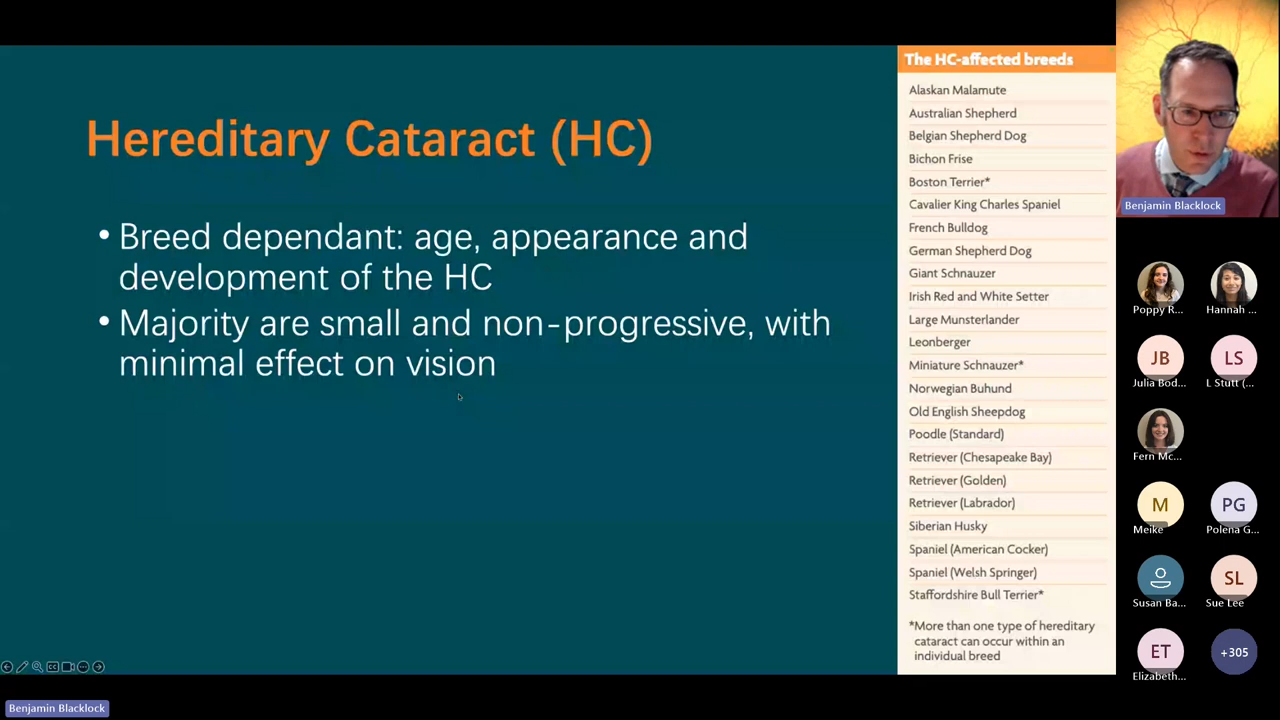 Hereditary Cataract (HC)
• Breed dependant: age, appearance and
development of the HC
• Majority are small and non-progressive, with
minimal effect on vision
The HC-affected breeds
Alaskan Malamute
Australian Shepherd
Belgian Shepherd Dog
Bichon Frise
Boston Terrier*
Cavalier King Charles Spaniel
French Bulldog
German Shepherd Dog
Giant Schnauzer
Irish Red and White Setter
Large Munsterlander
Leonberger
Miniature Schnauzer*
Norwegian Buhund
Old English Sheepdog
Poodle (Standard)
Retriever (Chesapeake Bay)
Retriever (Golden)
Retriever (Labrador)
Siberian Husky
Spaniel (American Cocker)
Spaniel (Welsh Springer)
Staffordshire Bull Terrier*
*More than one type of hereditary
cataract can occur within an
individual breed
Benjamin Blacklock
Poppy R...
Hannah ...
JB
Julia Bod...
LS
L Stutt (...
Fern Mc...
M
Meike
PG
Polena G...
Susan Ba...
SL
Sue Lee
ET
Elizabeth...
+305
Benjamin Blacklock